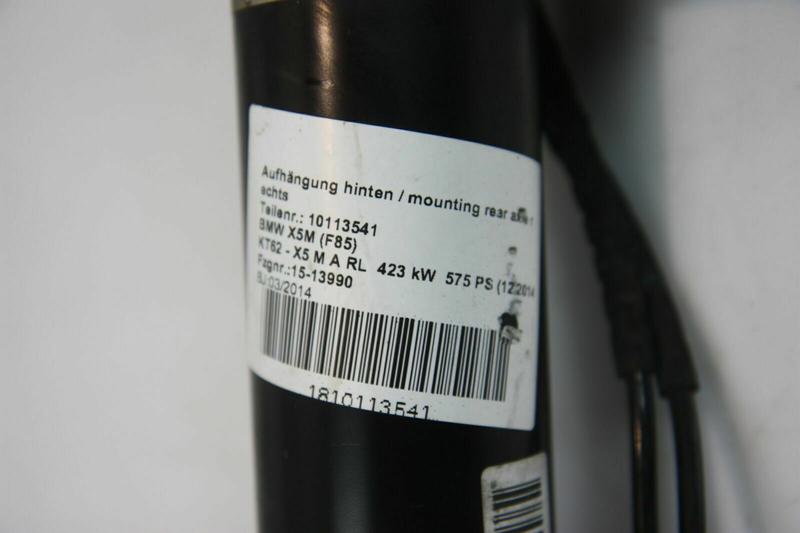 Aufhängung hinten / mounting rear axle r
echts
Teilenr.: 10113541
BMW X5M (F85)
KT62 - X5 M A RL 423 kW 575 PS (12.2014
Fzgnr.:15-13990
BJ:03/2014
1810113541